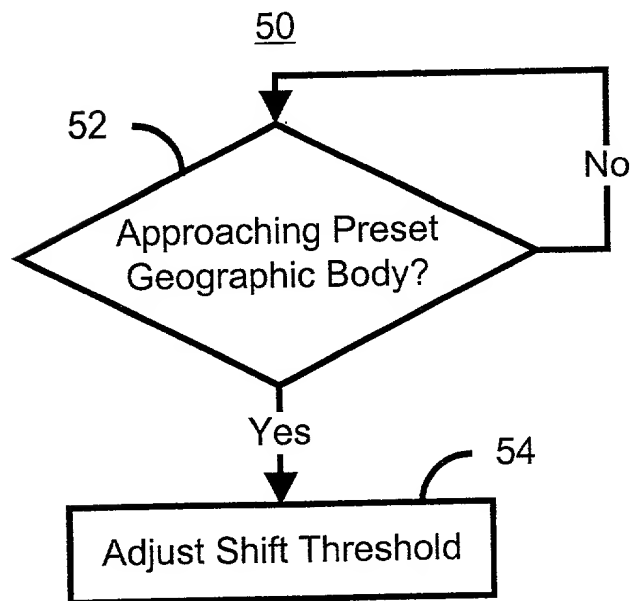 50
52
No
Approaching Preset
Geographic Body?
Yes
54
Adjust Shift Threshold